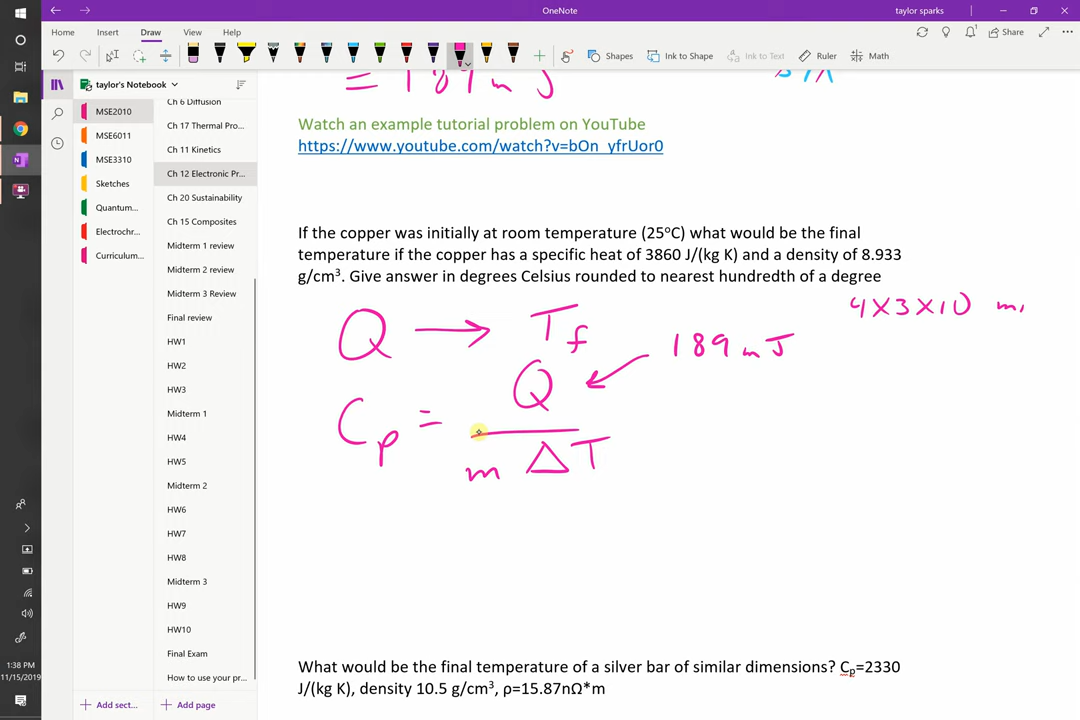 OneNote
taylor sparks
Home
Insert
Draw
View
Help
Share
Shapes
Ink to Shape
Ink to Text
Ruler
Math
taylor's Notebook
MSE2010
MSE6011
MSE3310
Sketches
Quantum...
Electrochr...
Curriculum...
Ch 6 Diffusion
Ch 17 Thermal Pro...
Ch 11 Kinetics
Ch 12 Electronic Pr...
Ch 20 Sustainability
Ch 15 Composites
Midterm 1 review
Midterm 2 review
Midterm 3 Review
Final review
HW1
HW2
HW3
Midterm 1
HW4
HW5
Midterm 2
HW6
HW7
HW8
Midterm 3
HW9
HW10
Final Exam
How to use your pr...
Add sect...
Add page
1:38 PM
11/15/2019
= 189 mJ
Watch an example tutorial problem on YouTube
https://www.youtube.com/watch?v=bOn_yfrUor0
If the copper was initially at room temperature (25°C) what would be the final
temperature if the copper has a specific heat of 3860 J/(kg K) and a density of 8.933
g/cm³. Give answer in degrees Celsius rounded to nearest hundredth of a degree
4×3×10 m
Q → T_f
189 mJ
C_p = Q / m ΔT
What would be the final temperature of a silver bar of similar dimensions? Cₚ=2330
J/(kg K), density 10.5 g/cm³, ρ=15.87nΩ*m